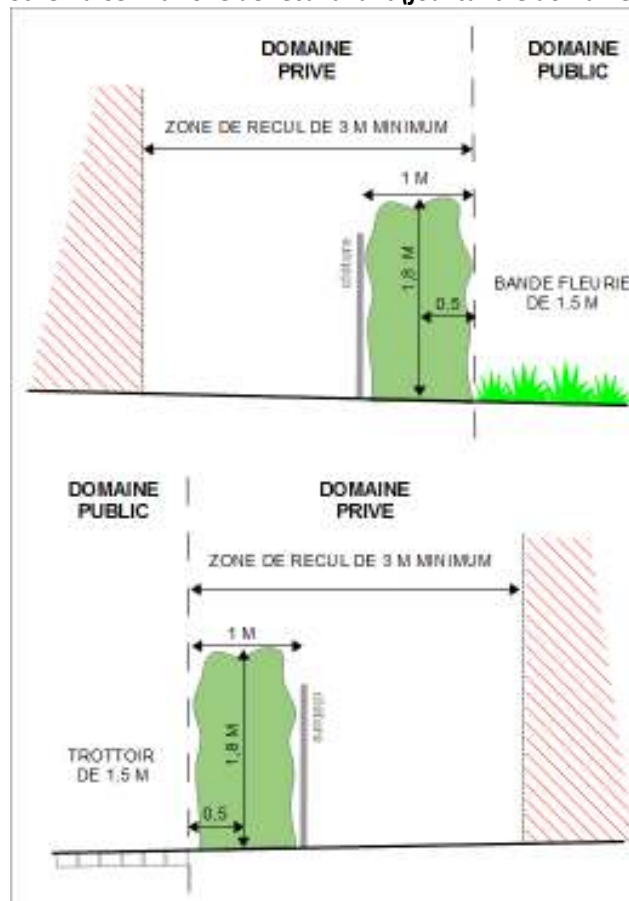 DOMAINE
PRIVE
DOMAINE
PUBLIC
ZONE DE RECUL DE 3 M MINIMUM
1 M
clôture
1,8 M
0,5
BANDE FLEURIE
DE 1.5 M
DOMAINE
PUBLIC
DOMAINE
PRIVE
ZONE DE RECUL DE 3 M MINIMUM
1 M
clôture
1,8 M
TROTTOIR
DE 1.5 M
0,5